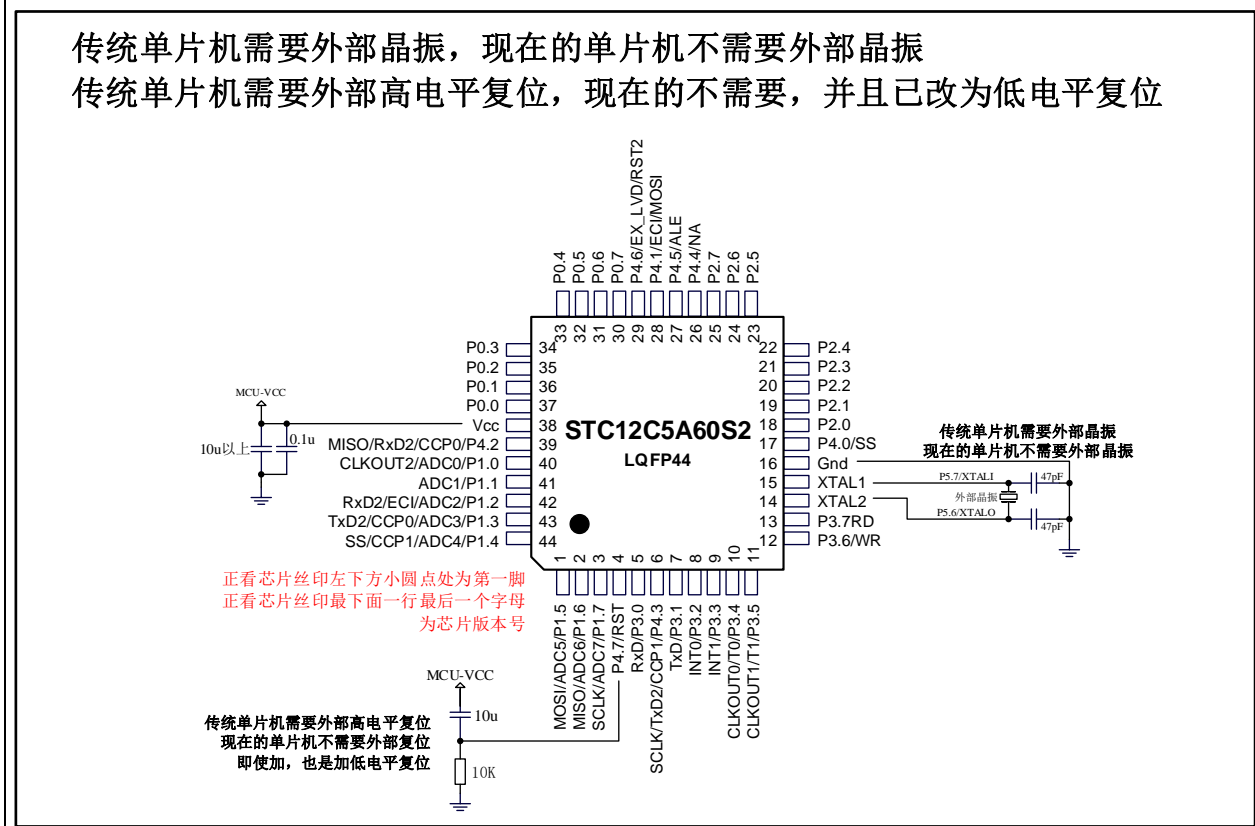 传统单片机需要外部晶振，现在的单片机不需要外部晶振
传统单片机需要外部高电平复位，现在的不需要，并且已改为低电平复位
P0.4
P0.5
P0.6
P0.7
P4.6/EX_LVD/RST2
P4.1/ECI/MOSI
P4.5/ALE
P4.4/NA
P2.7
P2.6
P2.5
33
32
31
30
29
28
27
26
25
24
23
P0.3 34
P0.2 35
P0.1 36
P0.0 37
Vcc 38
MISO/RxD2/CCP0/P4.2 39
CLKOUT2/ADC0/P1.0 40
ADC1/P1.1 41
RxD2/ECI/ADC2/P1.2 42
TxD2/CCP0/ADC3/P1.3 43
SS/CCP1/ADC4/P1.4 44
MCU-VCC
10u以上
0.1u
STC12C5A60S2
LQFP44
22 P2.4
21 P2.3
20 P2.2
19 P2.1
18 P2.0
17 P4.0/SS
16 Gnd
15 XTAL1
14 XTAL2
13 P3.7RD
12 P3.6/WR
传统单片机需要外部晶振
现在的单片机不需要外部晶振
P5.7/XTALI
47pF
外部晶振
P5.6/XTALO
47pF
正看芯片丝印左下方小圆点处为第一脚
正看芯片丝印最下面一行最后一个字母
为芯片版本号
1
2
3
4
5
6
7
8
9
10
11
MOSI/ADC5/P1.5
MISO/ADC6/P1.6
SCLK/ADC7/P1.7
P4.7/RST
RxD/P3.0
SCLK/TxD2/CCP1/P4.3
TxD/P3.1
INT0/P3.2
INT1/P3.3
CLKOUT0/T0/P3.4
CLKOUT1/T1/P3.5
MCU-VCC
10u
传统单片机需要外部高电平复位
现在的单片机不需要外部复位
即使加，也是加低电平复位
10K